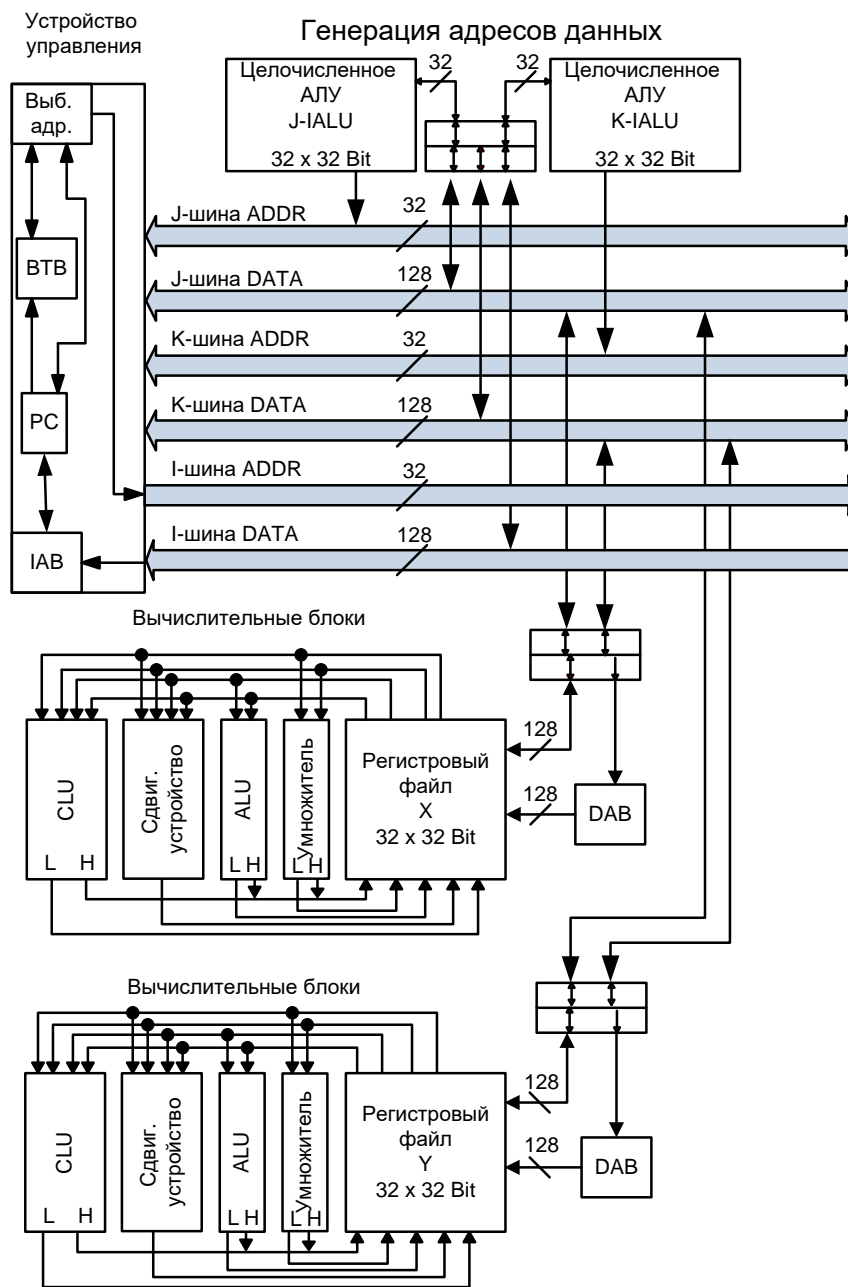 Устройство
управления
Генерация адресов данных
Выб.
адр.
BTB
PC
IAB
Целочисленное
АЛУ
J-IALU
32 x 32 Bit
32
32
Целочисленное
АЛУ
K-IALU
32 x 32 Bit
J-шина ADDR
32
J-шина DATA
128
K-шина ADDR
32
K-шина DATA
128
I-шина ADDR
32
I-шина DATA
128
Вычислительные блоки
CLU
L H
Сдвиг.
устройство
ALU
L H
Умножитель
L H
Регистровый
файл
X
32 x 32 Bit
128
128
DAB
Вычислительные блоки
CLU
L H
Сдвиг.
устройство
ALU
L H
Умножитель
L H
Регистровый
файл
Y
32 x 32 Bit
128
128
DAB